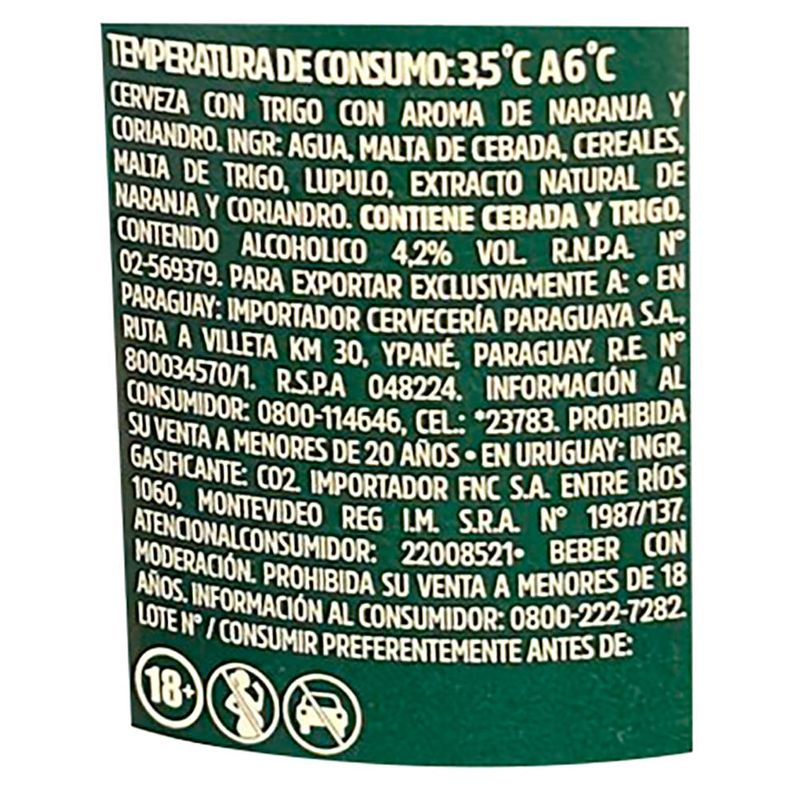 TEMPERATURA DE CONSUMO: 3,5°C A 6°C
CERVEZA CON TRIGO CON AROMA DE NARANJA Y
CORIANDRO. INGR: AGUA, MALTA DE CEBADA, CEREALES,
MALTA DE TRIGO, LUPULO, EXTRACTO NATURAL DE
NARANJA Y CORIANDRO. CONTIENE CEBADA Y TRIGO.
CONTENIDO ALCOHOLICO 4,2% VOL. R.N.P.A. N°
02-569379. PARA EXPORTAR EXCLUSIVAMENTE A: • EN
PARAGUAY: IMPORTADOR CERVECERÍA PARAGUAYA S.A.,
RUTA A VILLETA KM 30, YPANÉ, PARAGUAY. R.E. N°
800034570/1. R.S.P.A 048224. INFORMACIÓN AL
CONSUMIDOR: 0800-114646, CEL.: *23783. PROHIBIDA
SU VENTA A MENORES DE 20 AÑOS • EN URUGUAY: INGR.
GASIFICANTE: CO2. IMPORTADOR FNC S.A. ENTRE RÍOS
1060, MONTEVIDEO REG I.M. S.R.A. N° 1987/137.
ATENCIONALCONSUMIDOR: 22008521• BEBER CON
MODERACIÓN. PROHIBIDA SU VENTA A MENORES DE 18
AÑOS. INFORMACIÓN AL CONSUMIDOR: 0800-222-7282.
LOTE N° / CONSUMIR PREFERENTEMENTE ANTES DE:
18+